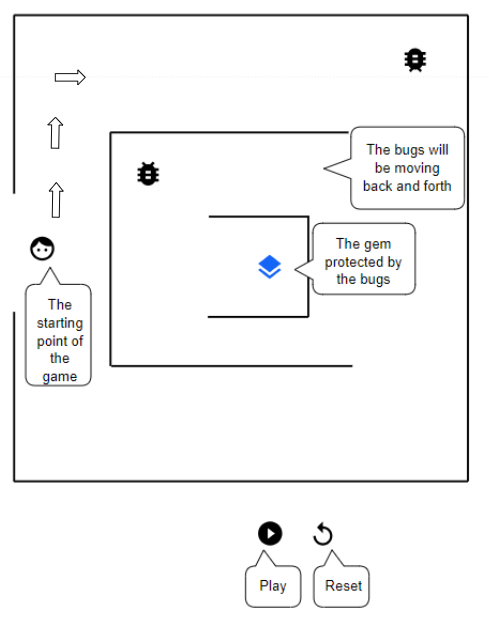 The bugs will
be moving
back and forth
The gem
protected by
the bugs
The
starting
point of
the
game
Play
Reset